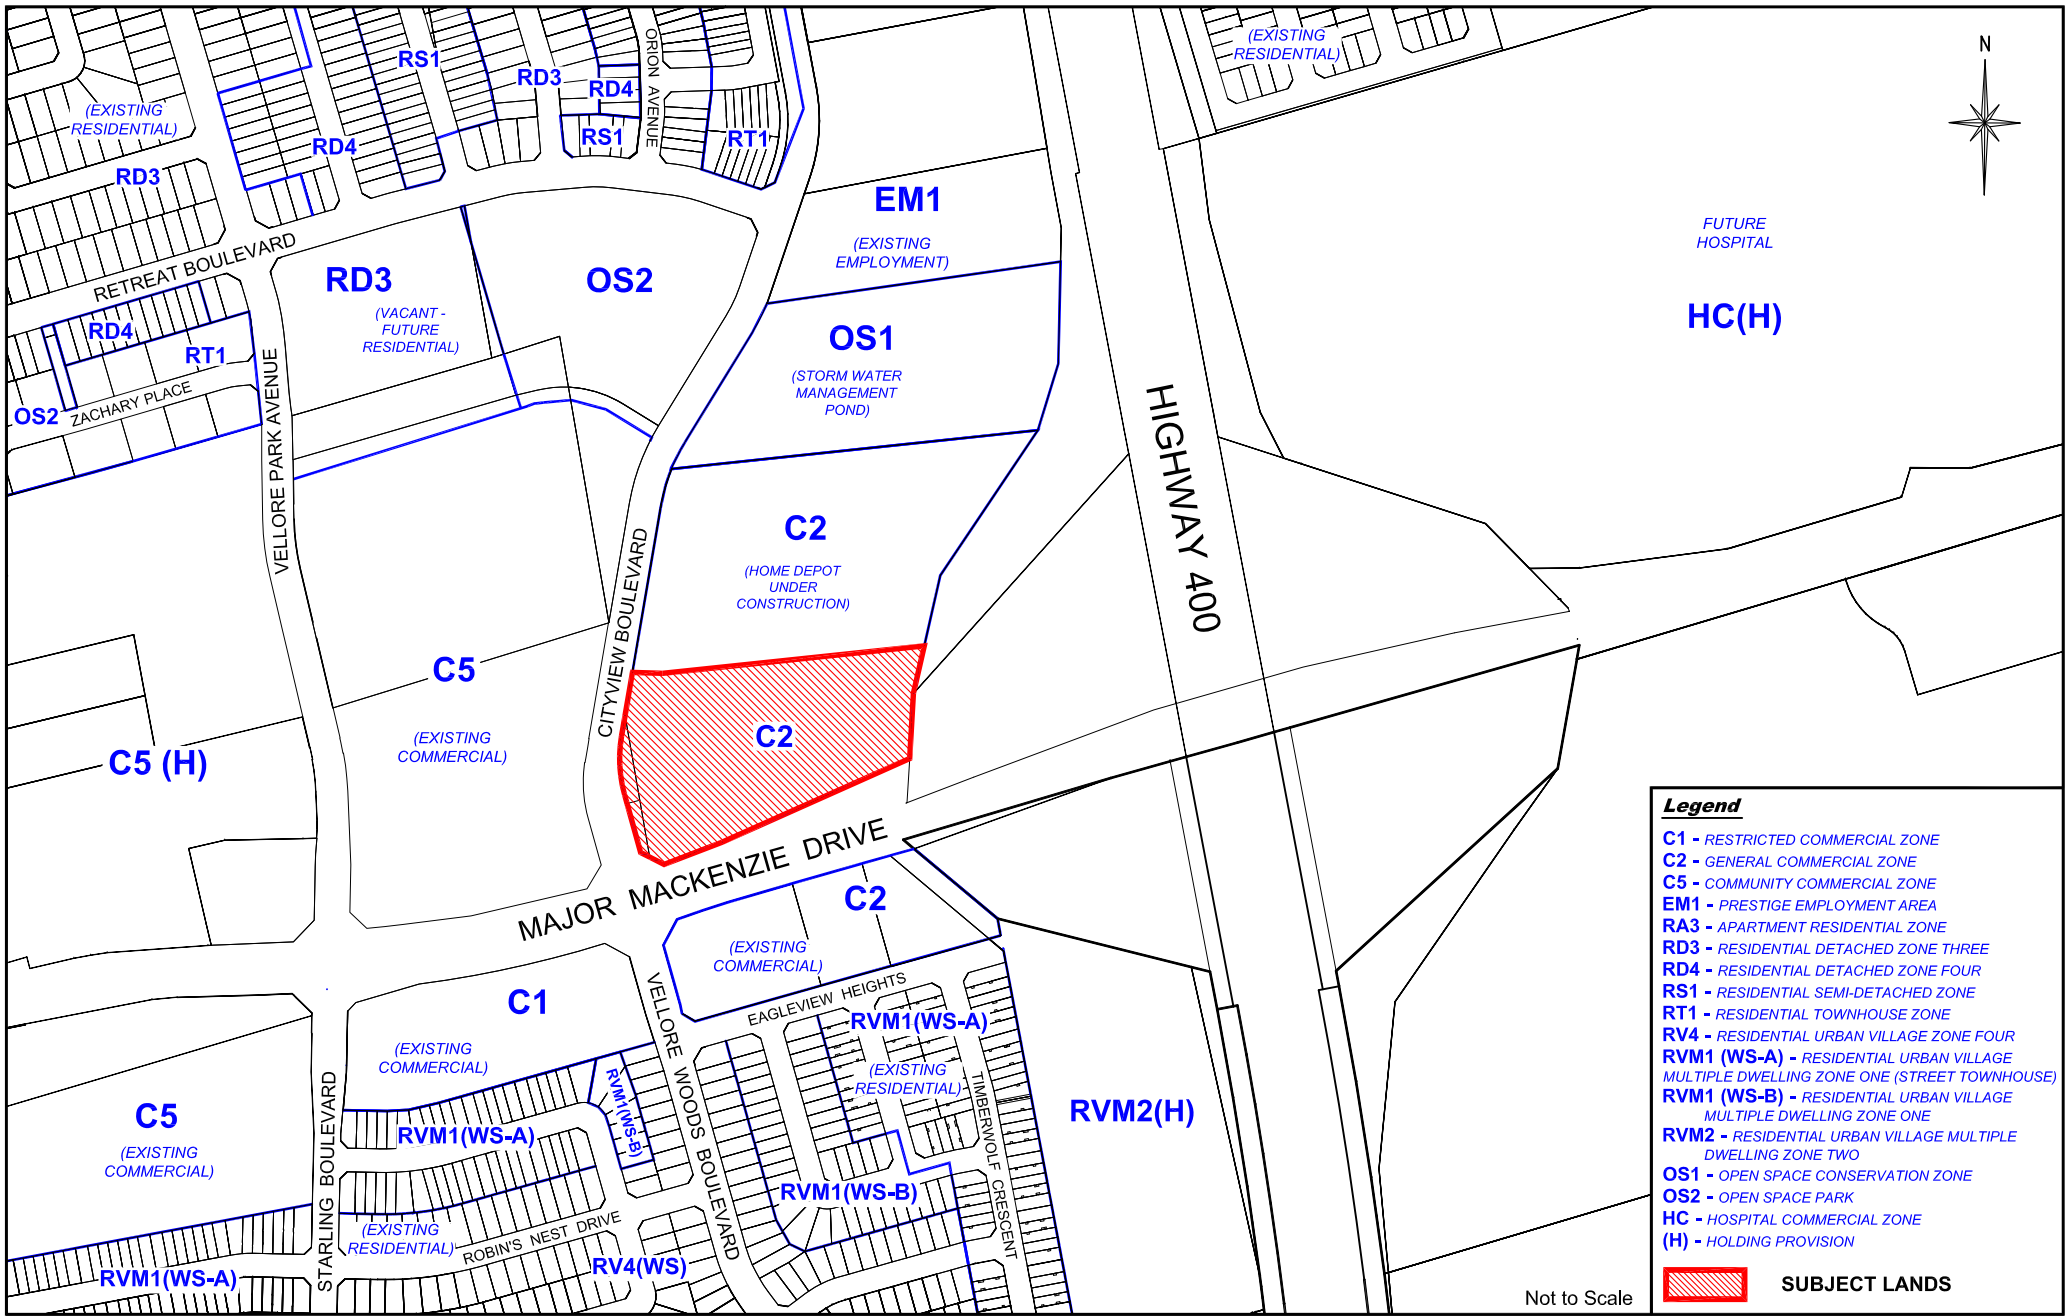 (EXISTING
RESIDENTIAL)
RS1
RD3
RD4
RS1
ORION AVENUE
RT1
(EXISTING
RESIDENTIAL)
N
RD4
RD3
EM1
(EXISTING
EMPLOYMENT)
FUTURE
HOSPITAL
HC(H)
RETREAT BOULEVARD
RD3
(VACANT -
FUTURE
RESIDENTIAL)
OS2
OS1
(STORM WATER
MANAGEMENT
POND)
RD4
RT1
OS2
ZACHARY PLACE
VELLORE PARK AVENUE
HIGHWAY 400
C2
(HOME DEPOT
UNDER
CONSTRUCTION)
CITYVIEW BOULEVARD
C5
(EXISTING
COMMERCIAL)
C5 (H)
C2
MAJOR MACKENZIE DRIVE
C2
(EXISTING
COMMERCIAL)
EAGLEVIEW HEIGHTS
C1
(EXISTING
COMMERCIAL)
VELLORE WOODS BOULEVARD
RVM1(WS-A)
(EXISTING
RESIDENTIAL)
TIMBERWOLF CRESCENT
RVM2(H)
C5
(EXISTING
COMMERCIAL)
STARLING BOULEVARD
RVM1(WS-A)
RVM1(WS-B)
RVM1(WS-B)
(EXISTING
RESIDENTIAL)
ROBIN'S NEST DRIVE
RV4(WS)
RVM1(WS-A)
Not to Scale
Legend
C1 - RESTRICTED COMMERCIAL ZONE
C2 - GENERAL COMMERCIAL ZONE
C5 - COMMUNITY COMMERCIAL ZONE
EM1 - PRESTIGE EMPLOYMENT AREA
RA3 - APARTMENT RESIDENTIAL ZONE
RD3 - RESIDENTIAL DETACHED ZONE THREE
RD4 - RESIDENTIAL DETACHED ZONE FOUR
RS1 - RESIDENTIAL SEMI-DETACHED ZONE
RT1 - RESIDENTIAL TOWNHOUSE ZONE
RV4 - RESIDENTIAL URBAN VILLAGE ZONE FOUR
RVM1 (WS-A) - RESIDENTIAL URBAN VILLAGE
MULTIPLE DWELLING ZONE ONE (STREET TOWNHOUSE)
RVM1 (WS-B) - RESIDENTIAL URBAN VILLAGE
MULTIPLE DWELLING ZONE ONE
RVM2 - RESIDENTIAL URBAN VILLAGE MULTIPLE
DWELLING ZONE TWO
OS1 - OPEN SPACE CONSERVATION ZONE
OS2 - OPEN SPACE PARK
HC - HOSPITAL COMMERCIAL ZONE
(H) - HOLDING PROVISION
SUBJECT LANDS